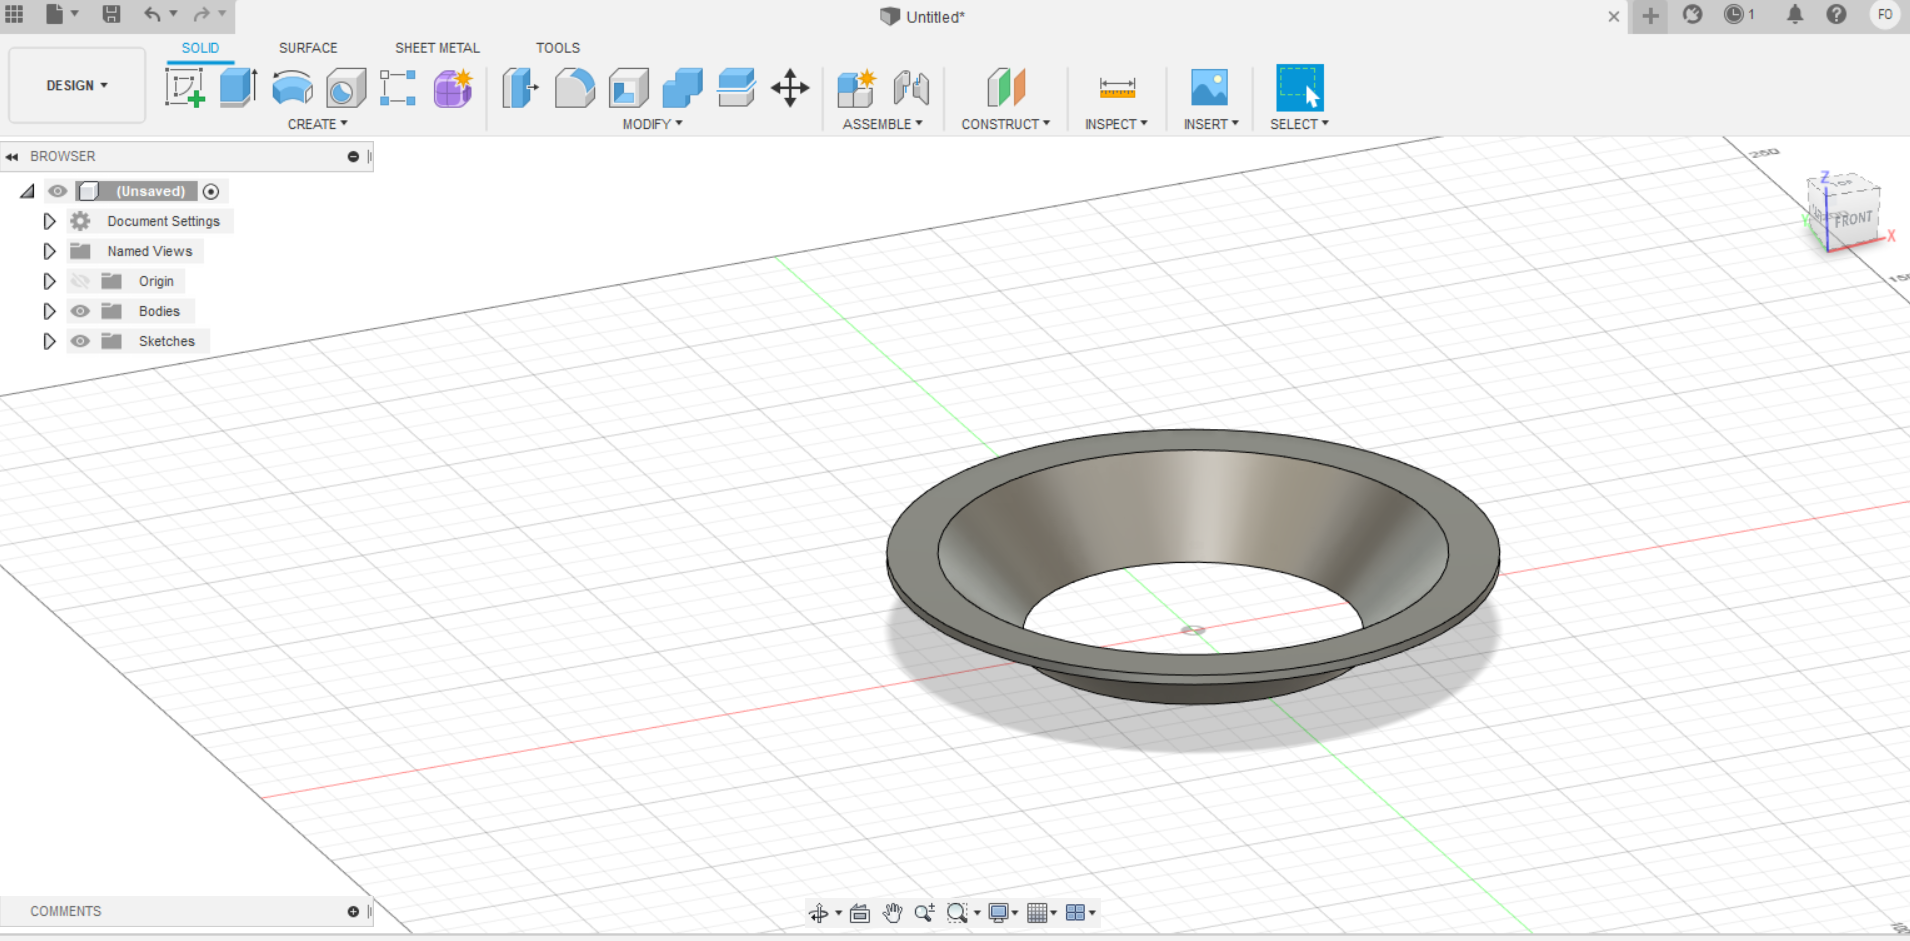 Untitled*
1
FO
SOLID
SURFACE
SHEET METAL
TOOLS
DESIGN
CREATE
MODIFY
ASSEMBLE
CONSTRUCT
INSPECT
INSERT
SELECT
BROWSER
(Unsaved)
Document Settings
Named Views
Origin
Bodies
Sketches
250
Z
FRONT
Y
X
COMMENTS